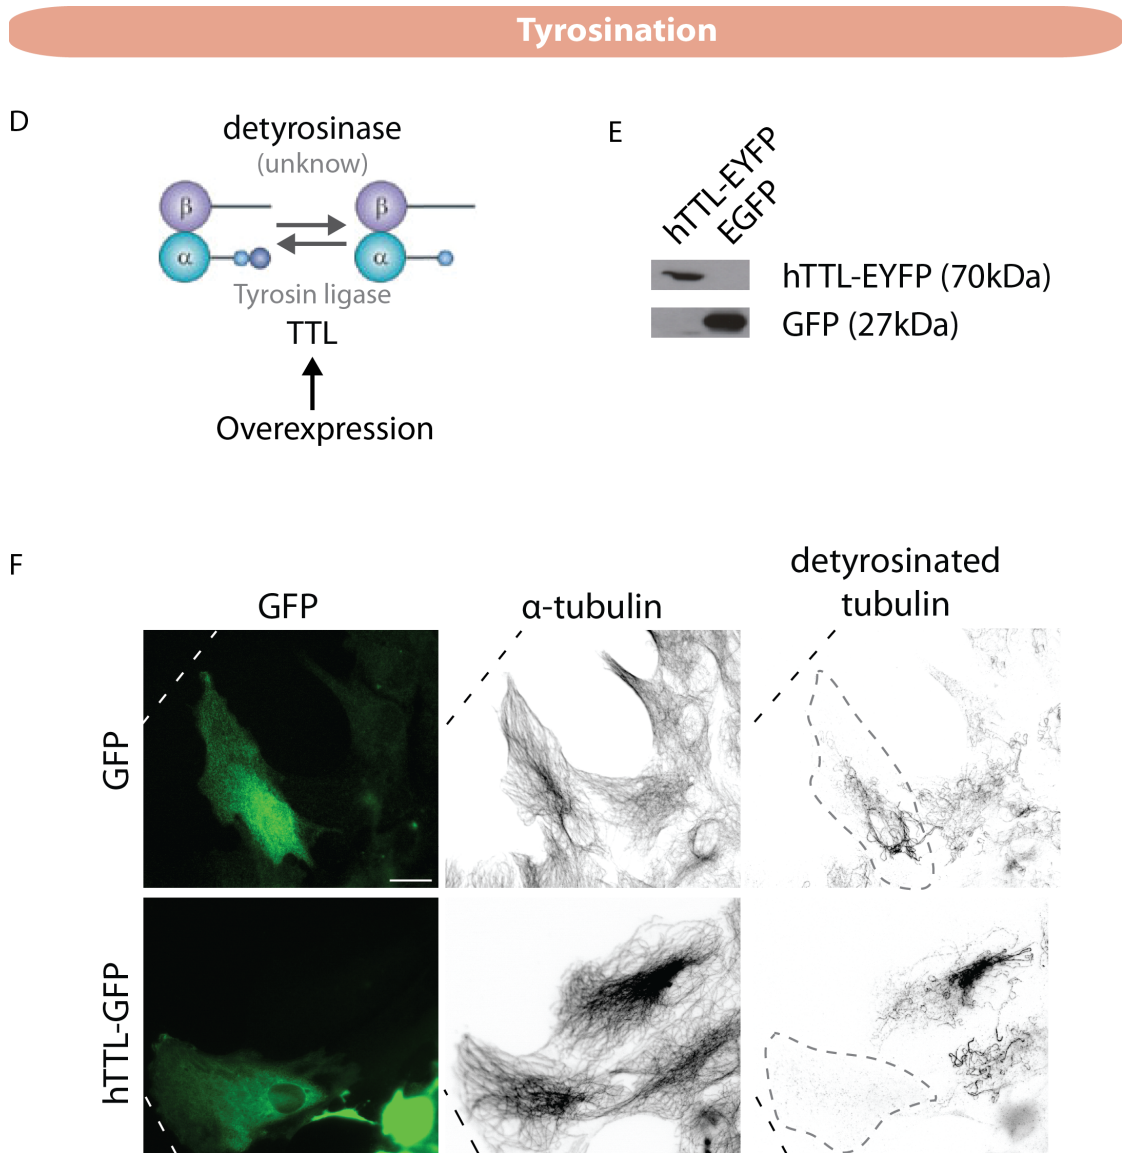 Tyrosination
D
detyrosinase
(unknow)
β
β
α
α
Tyrosin ligase
TTL
Overexpression
E
hTTL-EYFP
EGFP
hTTL-EYFP (70kDa)
GFP (27kDa)
F
GFP
α-tubulin
detyrosinated
tubulin
GFP
hTTL-GFP